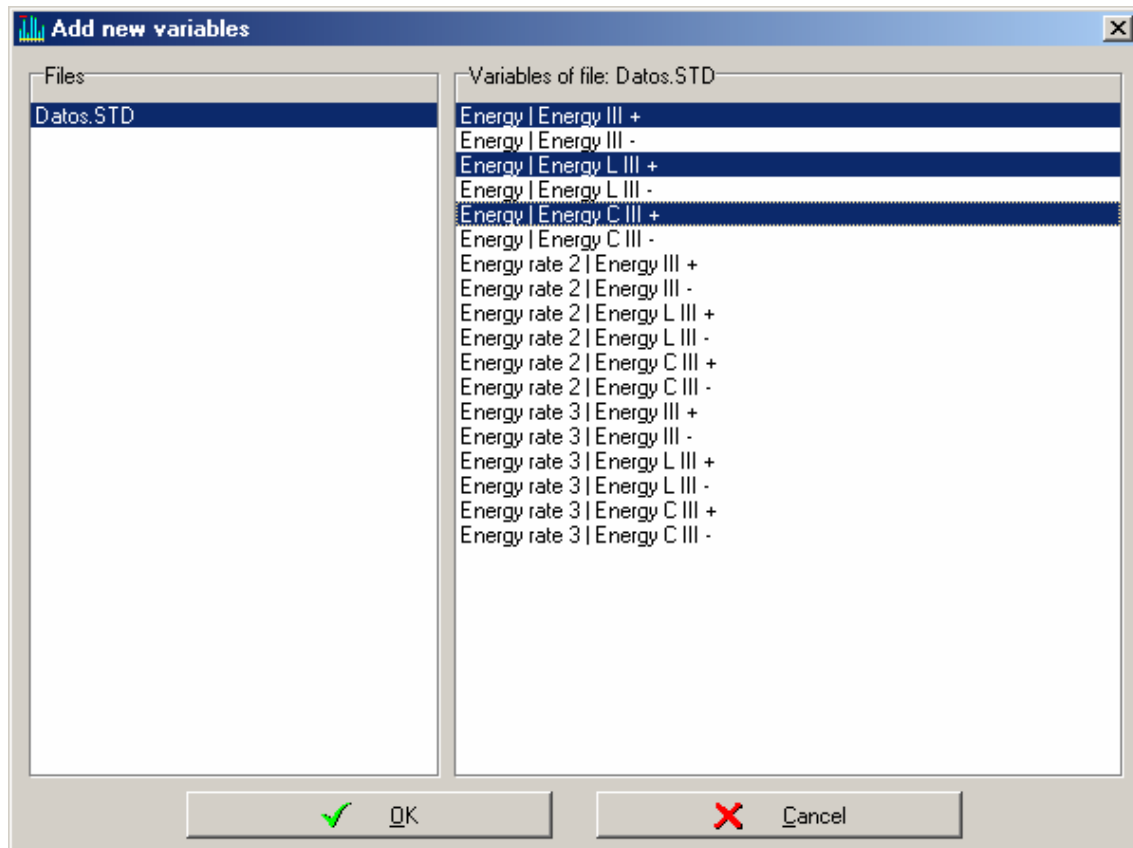 Add new variables
Files
Datos.STD
Variables of file: Datos.STD
Energy | Energy III +
Energy | Energy III -
Energy | Energy L III +
Energy | Energy L III -
Energy | Energy C III +
Energy | Energy C III -
Energy rate 2 | Energy III +
Energy rate 2 | Energy III -
Energy rate 2 | Energy L III +
Energy rate 2 | Energy L III -
Energy rate 2 | Energy C III +
Energy rate 2 | Energy C III -
Energy rate 3 | Energy III +
Energy rate 3 | Energy III -
Energy rate 3 | Energy L III +
Energy rate 3 | Energy L III -
Energy rate 3 | Energy C III +
Energy rate 3 | Energy C III -
OK
Cancel